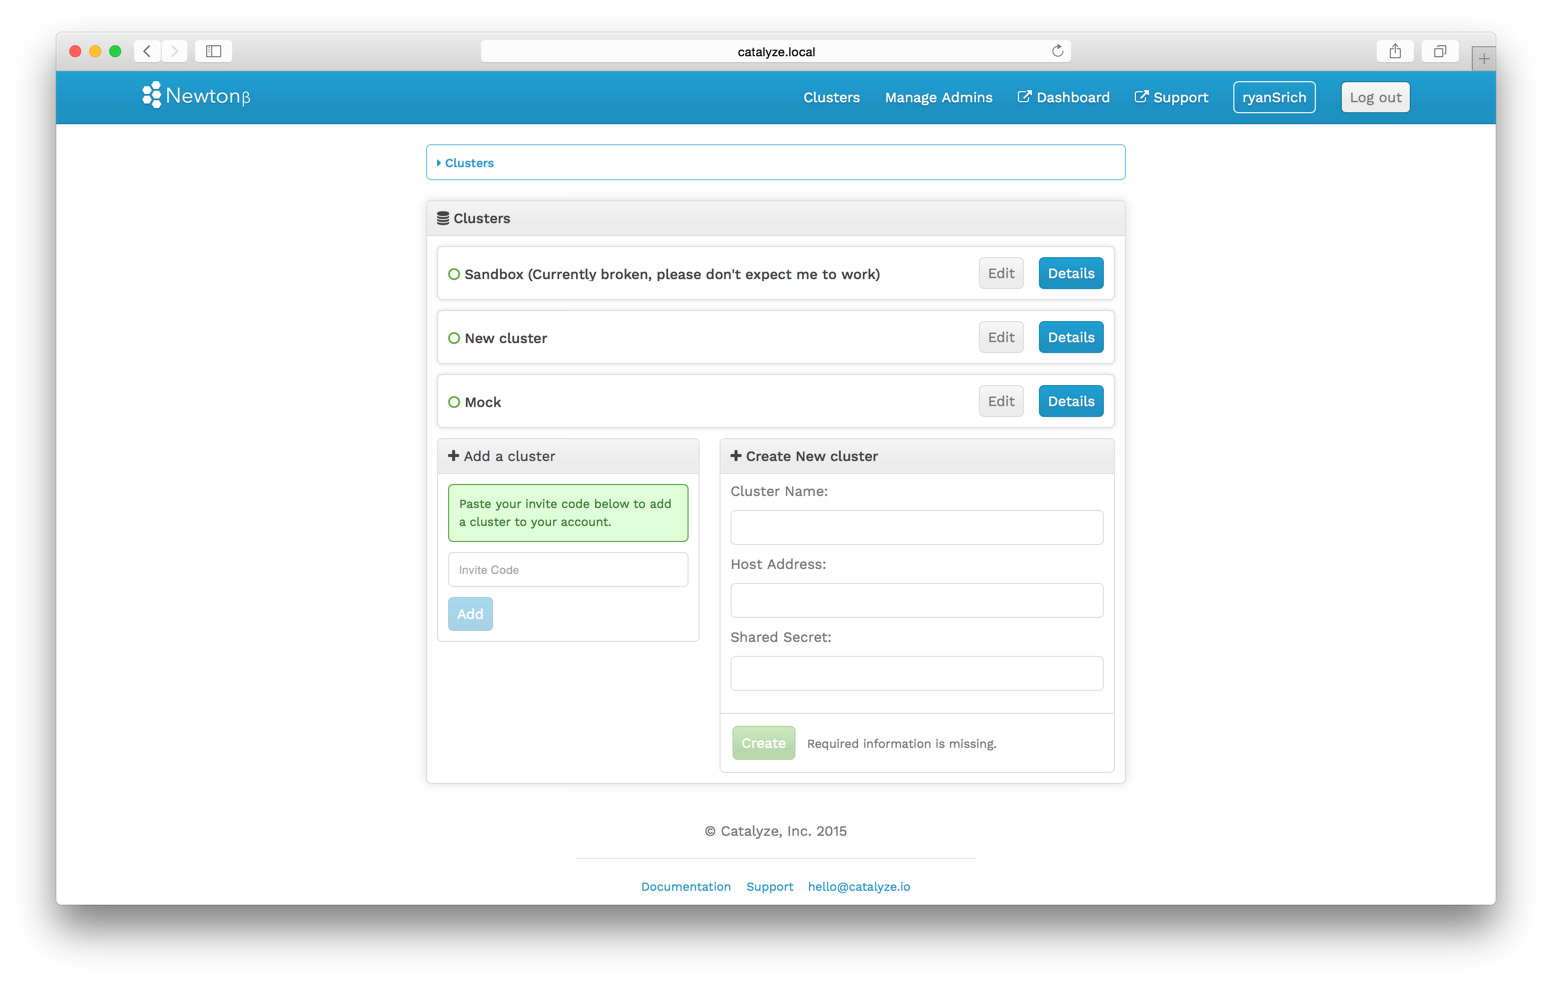 catalyze.local
Newtonβ
Clusters Manage Admins Dashboard Support ryanSrich Log out
Clusters
Clusters
Sandbox (Currently broken, please don't expect me to work) Edit Details
New cluster Edit Details
Mock Edit Details
Add a cluster
Paste your invite code below to add
a cluster to your account.
Invite Code
Add
Create New cluster
Cluster Name:
Host Address:
Shared Secret:
Create Required information is missing.
© Catalyze, Inc. 2015
Documentation Support hello@catalyze.io